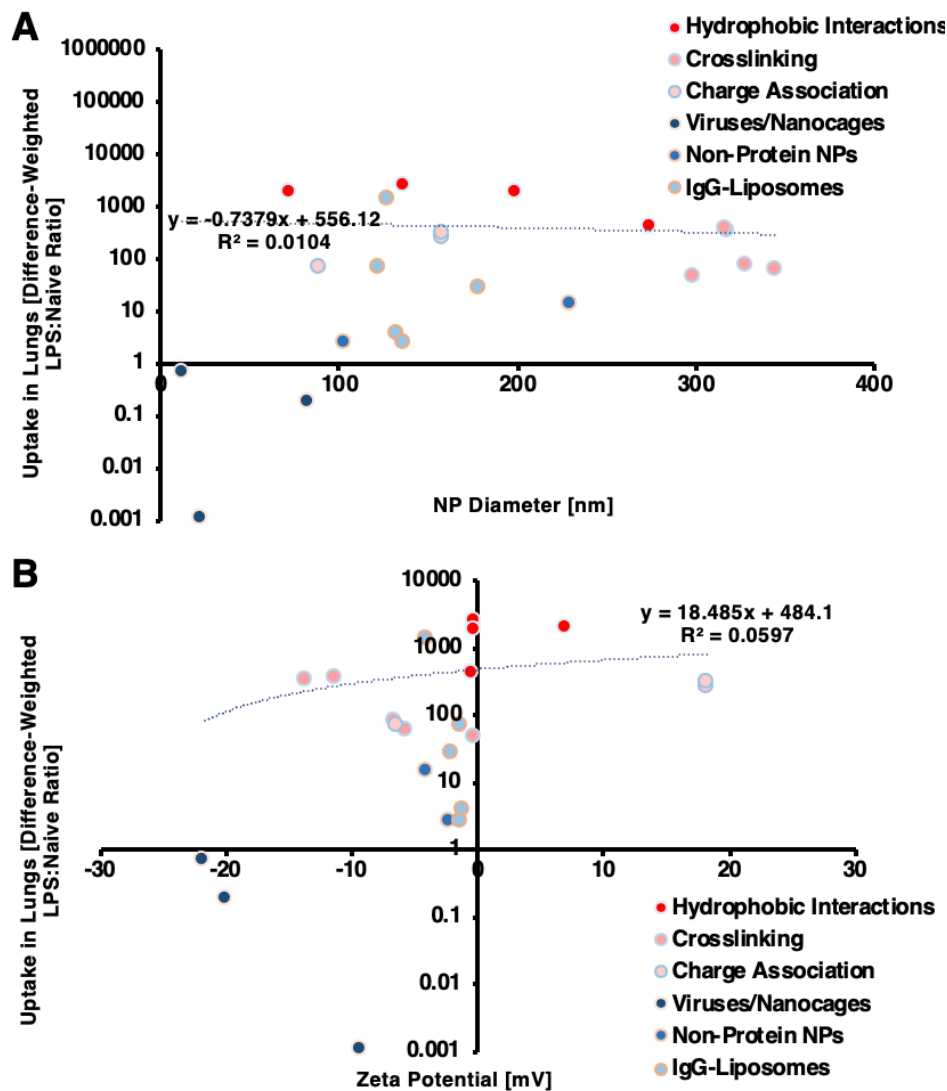 A
Uptake in Lungs [Difference-Weighted
LPS:Naive Ratio]
1000000
100000
10000
1000
100
10
1
0.1
0.01
0.001
0
100
200
300
400
NP Diameter [nm]
y = -0.7379x + 556.12
R² = 0.0104
Hydrophobic Interactions
Crosslinking
Charge Association
Viruses/Nanocages
Non-Protein NPs
IgG-Liposomes
B
Uptake in Lungs [Difference-Weighted
LPS:Naive Ratio]
10000
1000
100
10
1
0.1
0.01
0.001
-30
-20
-10
0
10
20
30
Zeta Potential [mV]
y = 18.485x + 484.1
R² = 0.0597
Hydrophobic Interactions
Crosslinking
Charge Association
Viruses/Nanocages
Non-Protein NPs
IgG-Liposomes